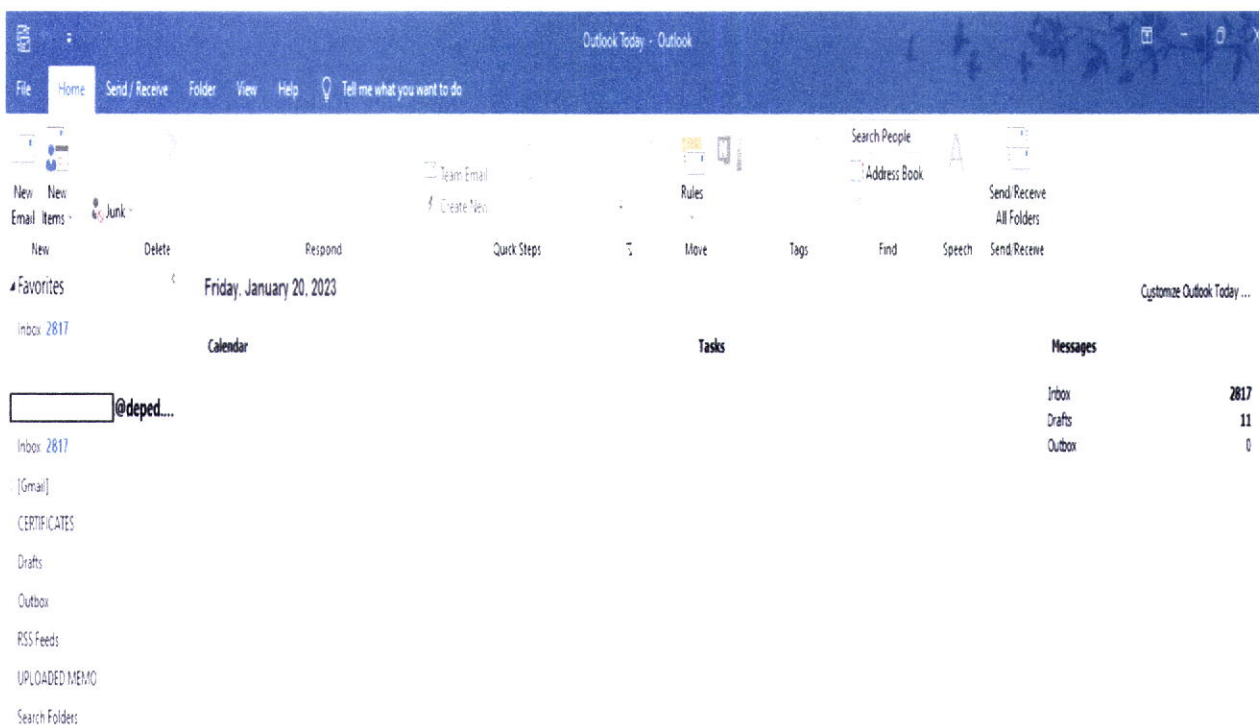 Outlook Today - Outlook
File Home Send / Receive Folder View Help Tell me what you want to do
New Email
New Items
Junk
Team Email
Create New
Rules
Search People
Address Book
Send/Receive All Folders
New Delete Respond Quick Steps Move Tags Find Speech Send/Receive
Favorites
Inbox 2817
@deped....
Inbox 2817
[Gmail]
CERTIFICATES
Drafts
Outbox
RSS Feeds
UPLOADED MEMO
Search Folders
Friday, January 20, 2023
Customize Outlook Today ...
Calendar
Tasks
Messages
Inbox 2817
Drafts 11
Outbox 0